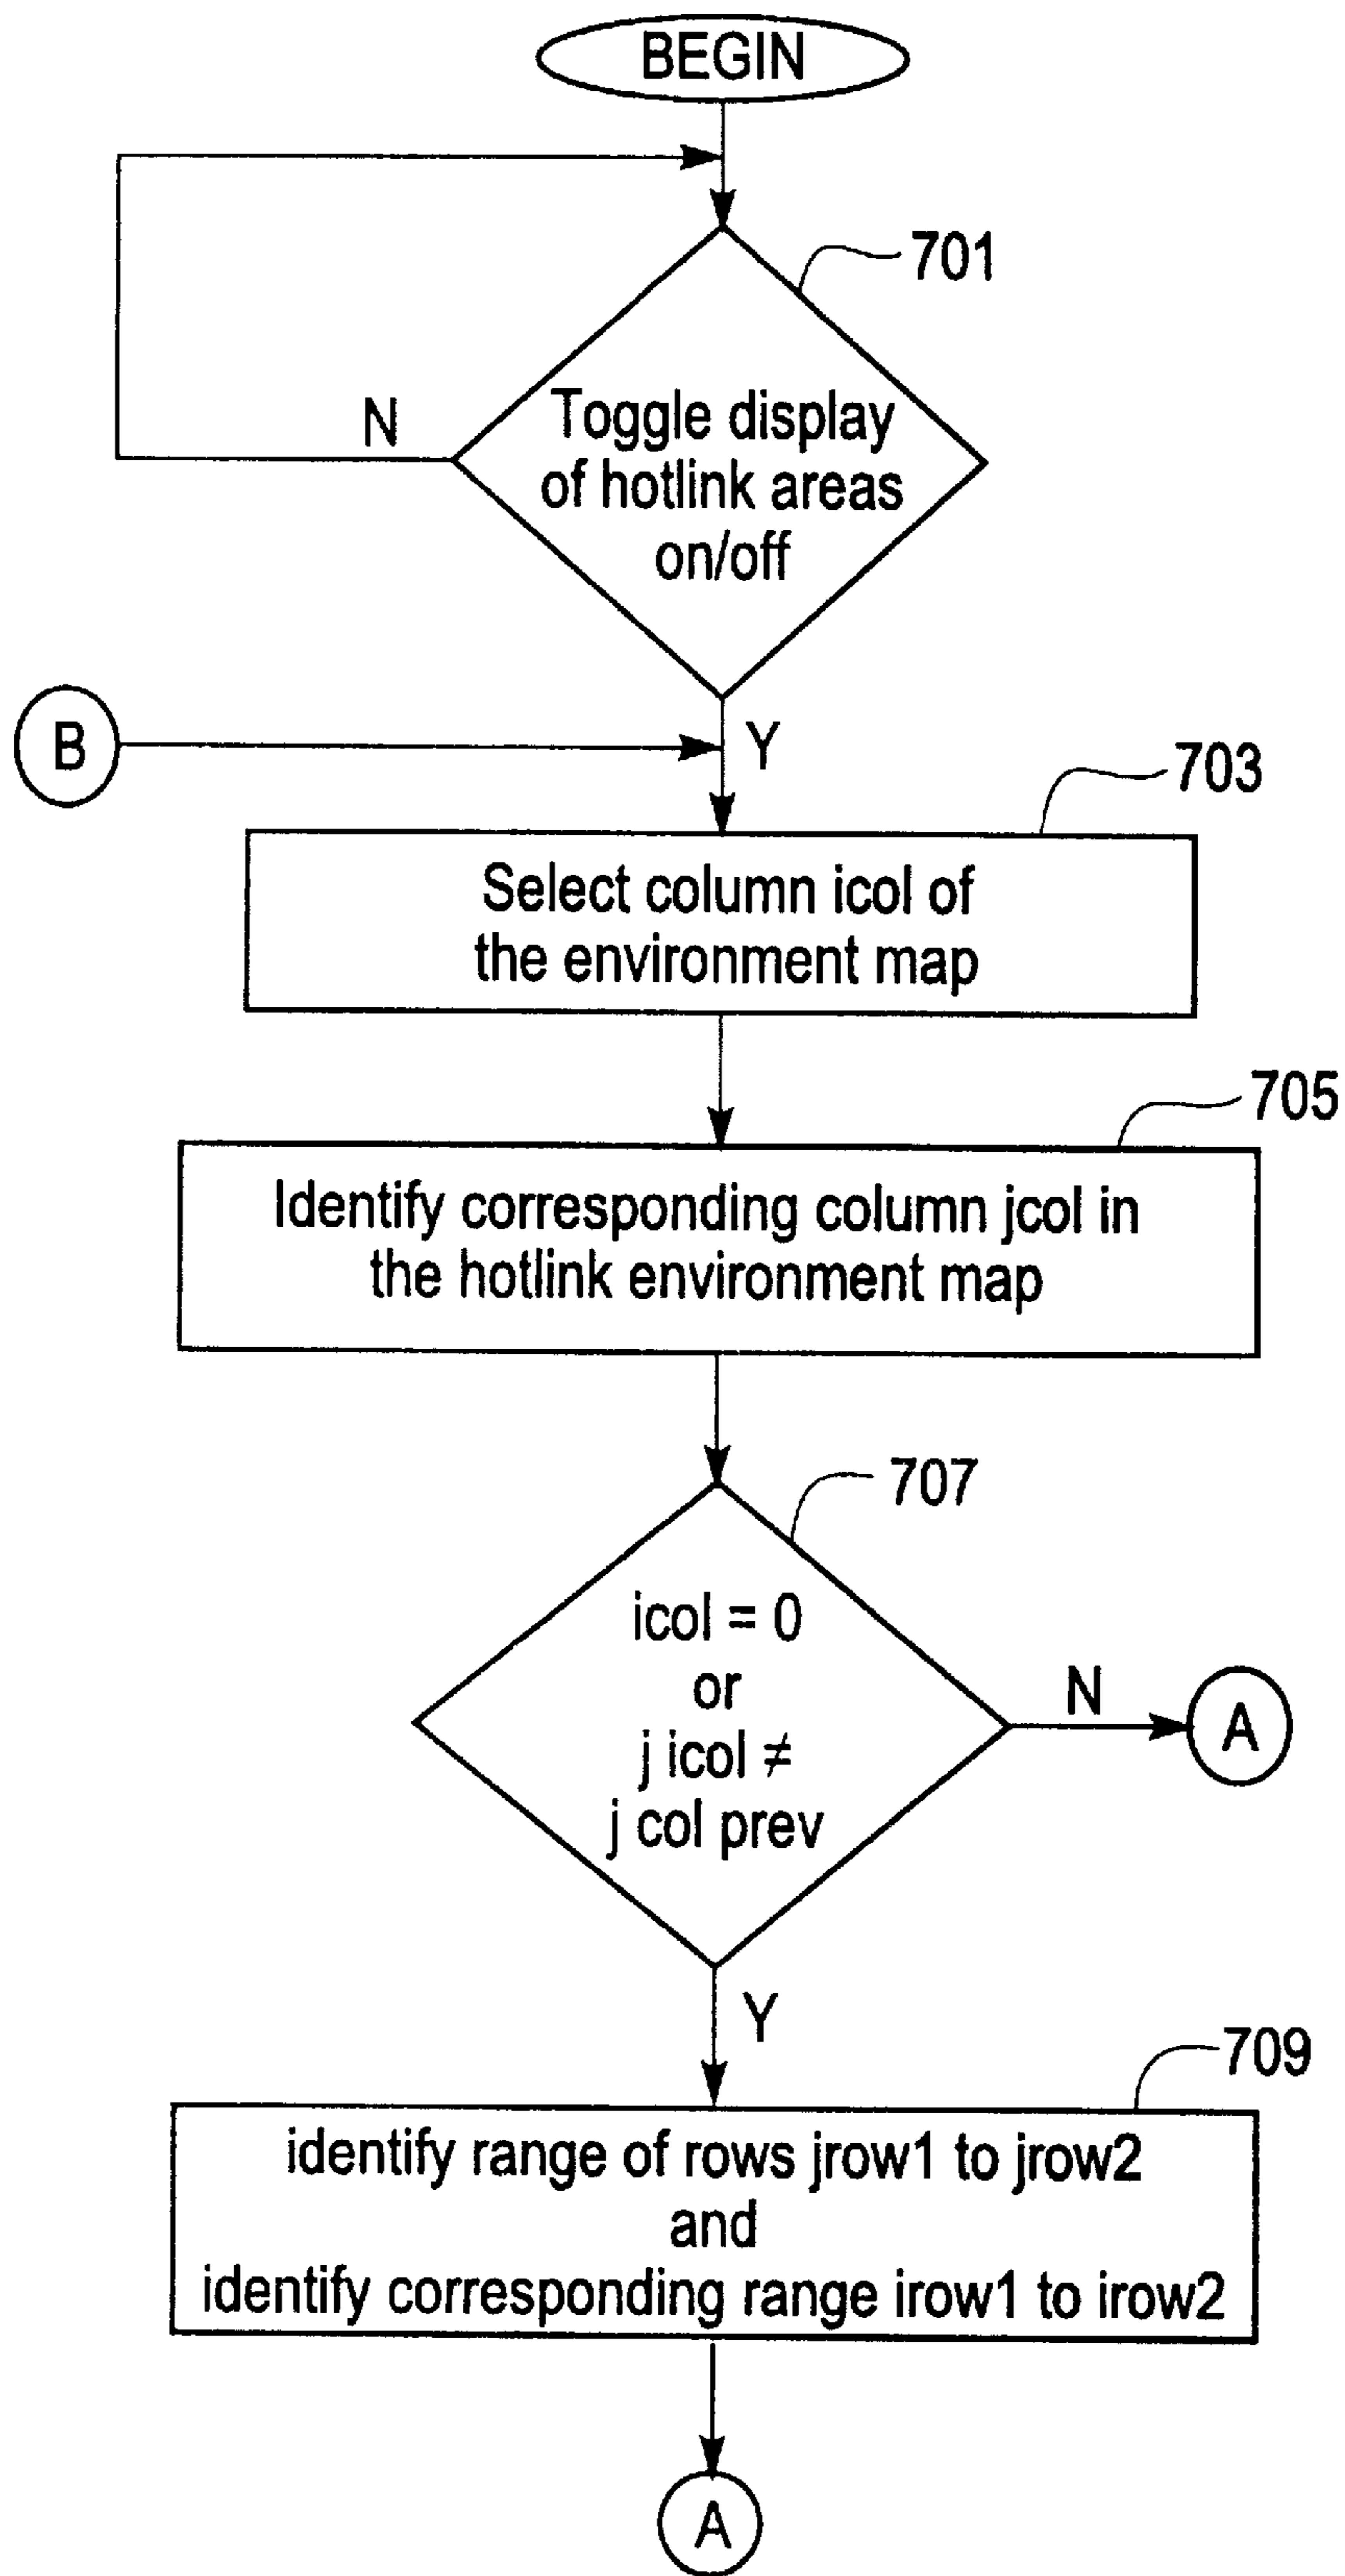 BEGIN
701
Toggle display
of hotlink areas
on/off
N
B
Y
703
Select column icol of
the environment map
705
Identify corresponding column jcol in
the hotlink environment map
707
icol = 0
or
j icol ≠
j col prev
N
A
Y
709
identify range of rows jrow1 to jrow2
and
identify corresponding range irow1 to irow2
A